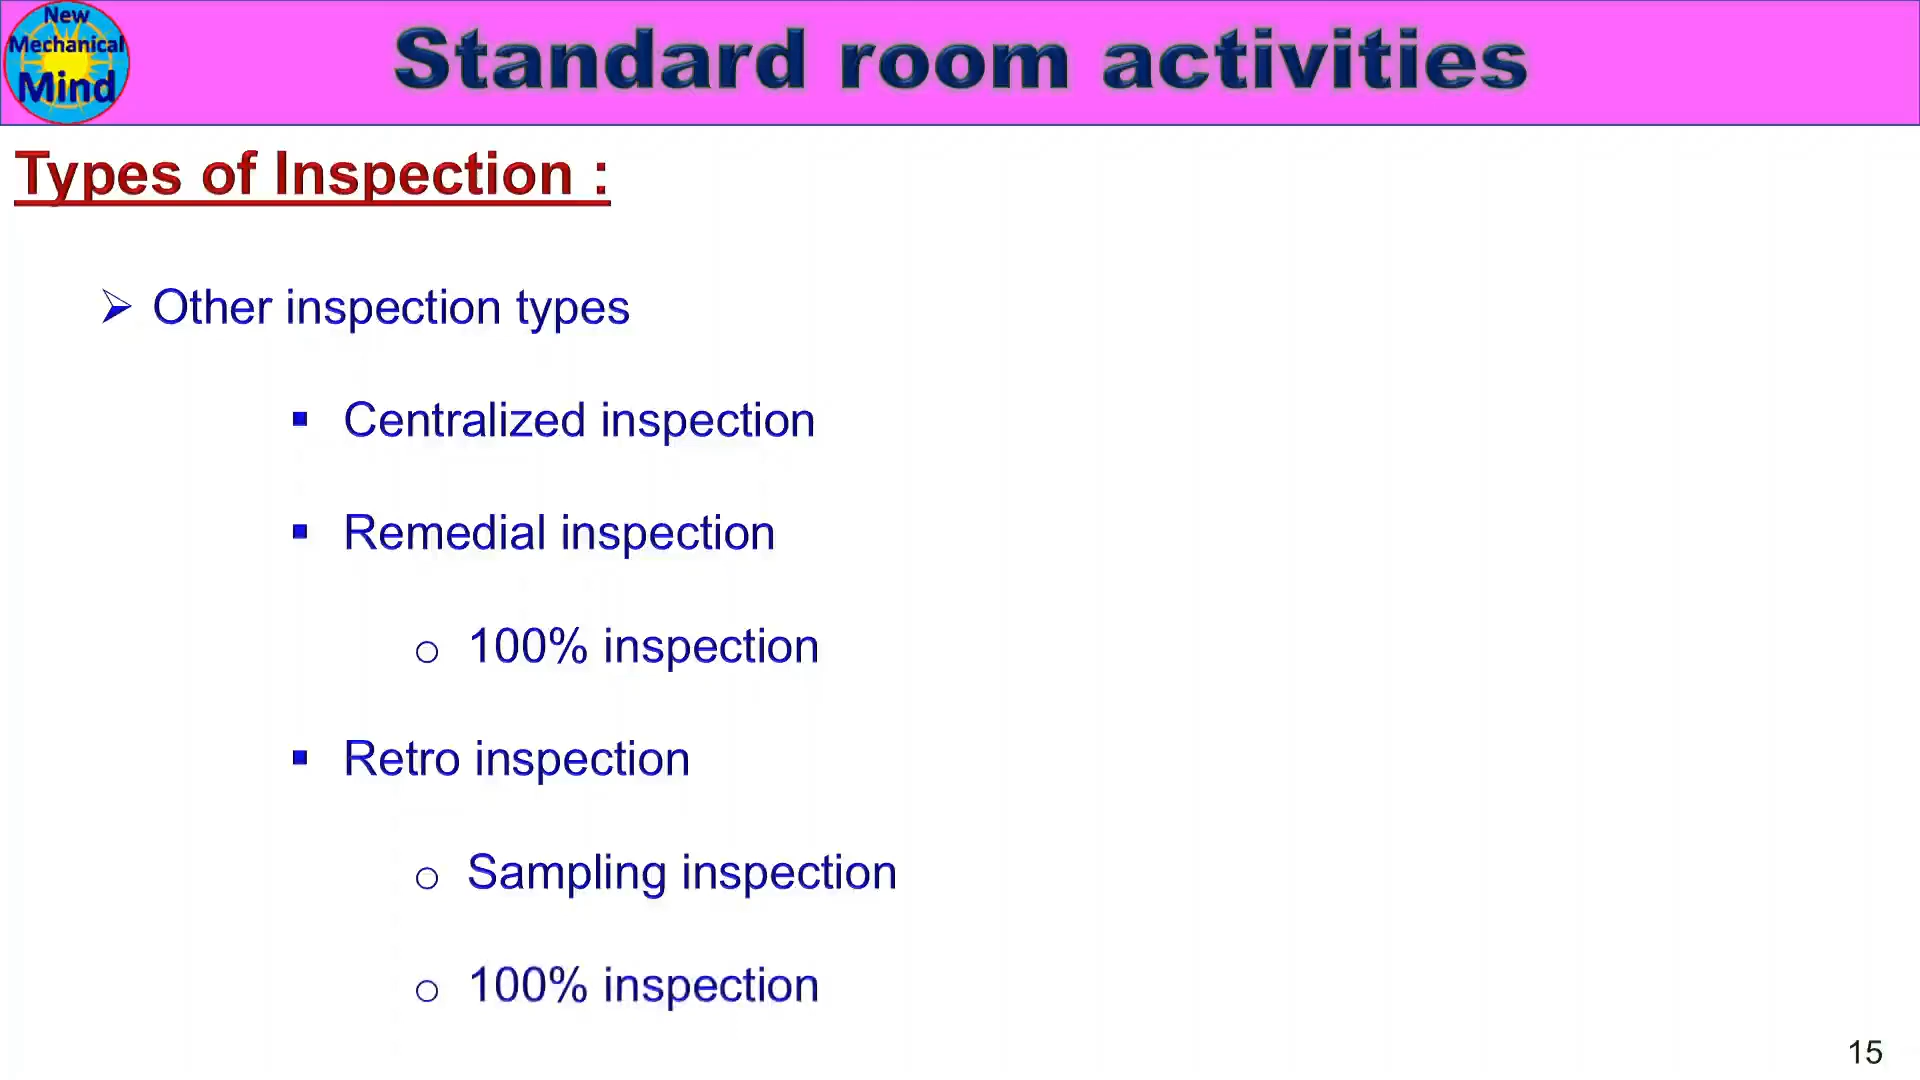 New
Mechanical
Mind
Standard room activities
Types of Inspection :
➢ Other inspection types
▪ Centralized inspection
▪ Remedial inspection
o 100% inspection
▪ Retro inspection
o Sampling inspection
o 100% inspection
15